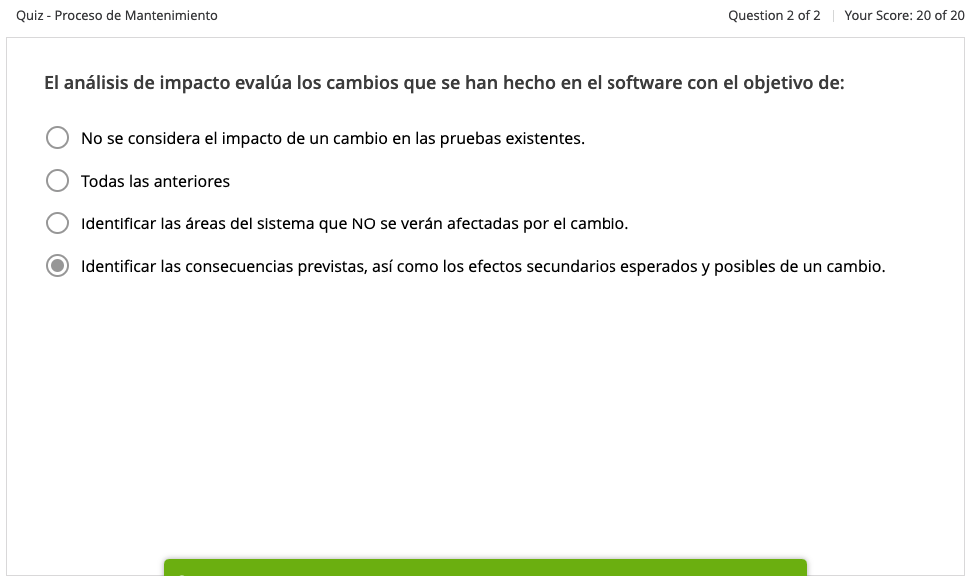 Quiz - Proceso de Mantenimiento
Question 2 of 2
Your Score: 20 of 20
El análisis de impacto evalúa los cambios que se han hecho en el software con el objetivo de:
No se considera el impacto de un cambio en las pruebas existentes.
Todas las anteriores
Identificar las áreas del sistema que NO se verán afectadas por el cambio.
Identificar las consecuencias previstas, así como los efectos secundarios esperados y posibles de un cambio.